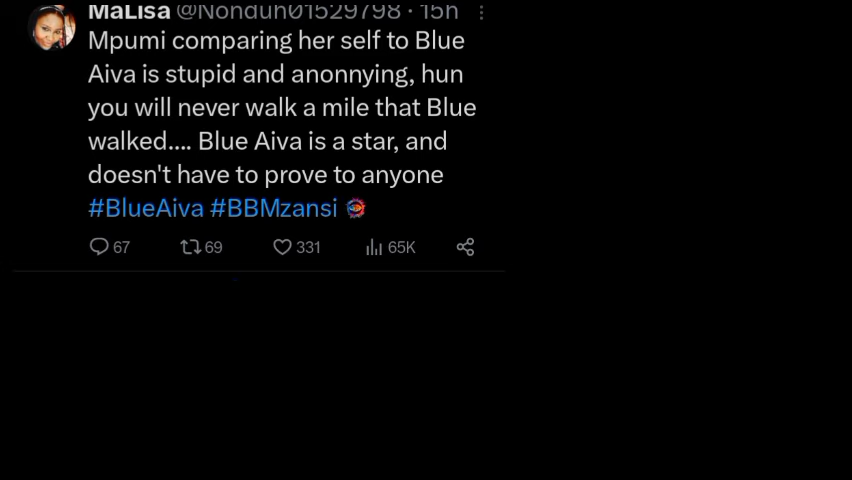 MaLisa @Nonduh01529798 · 15h
Mpumi comparing her self to Blue
Aiva is stupid and anonnying, hun
you will never walk a mile that Blue
walked.... Blue Aiva is a star, and
doesn't have to prove to anyone
#BlueAiva #BBMzansi
67 69 331 65K